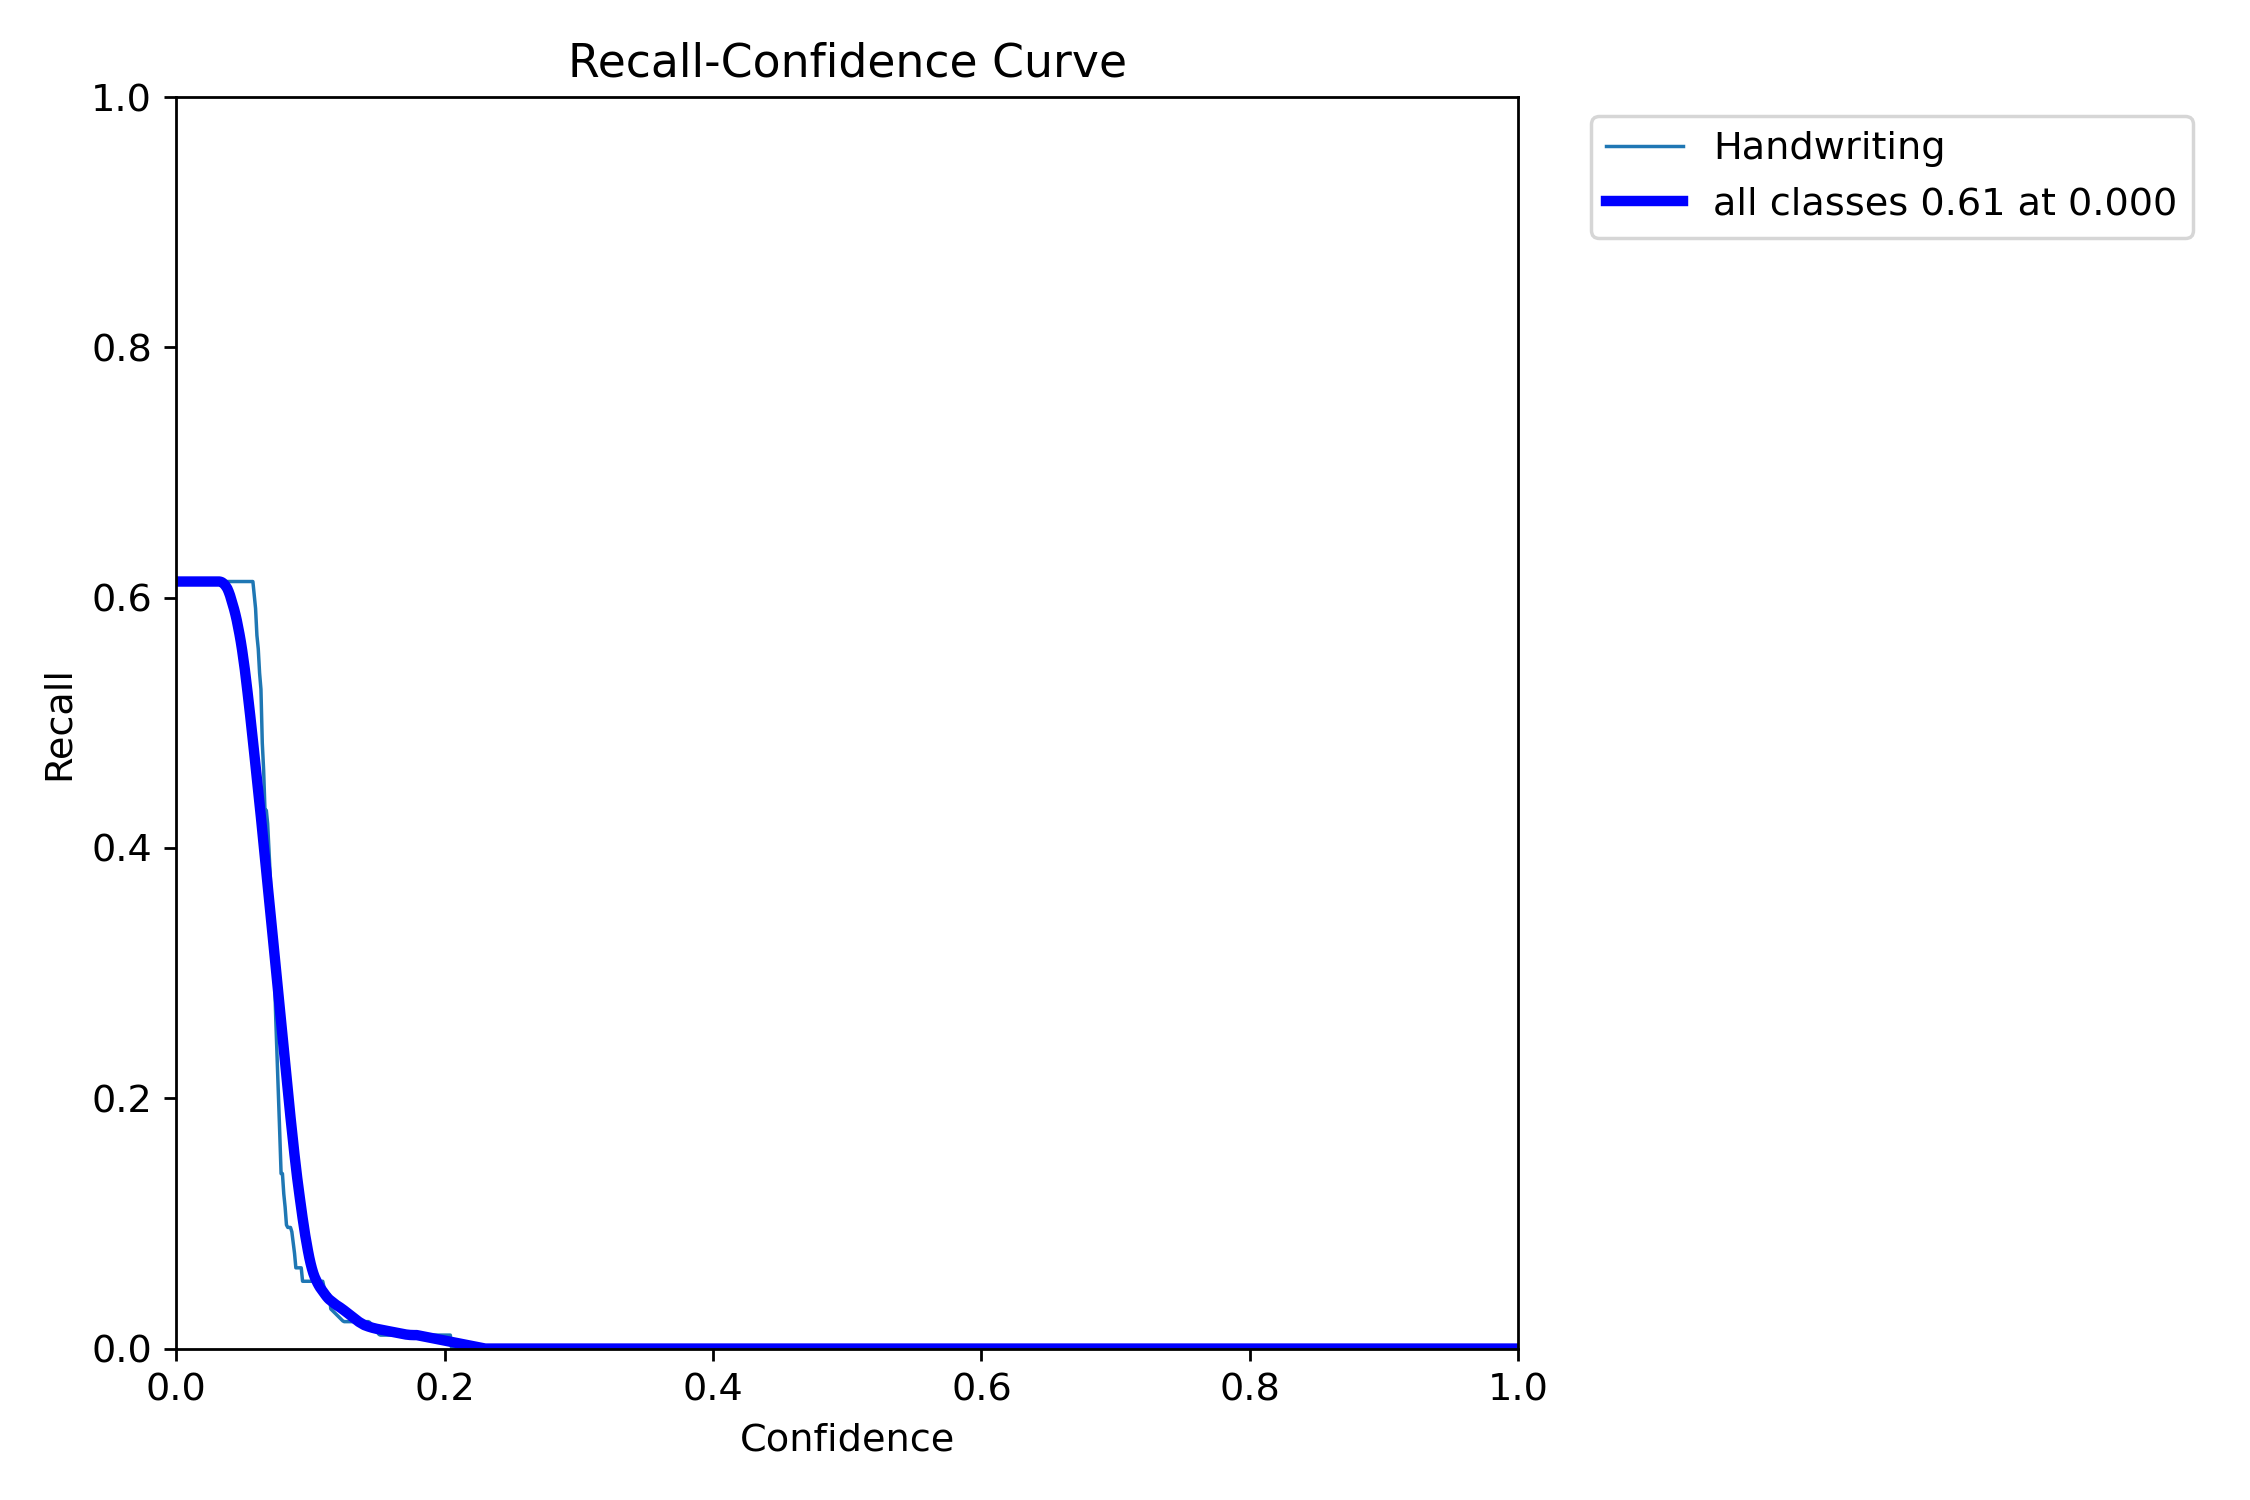 Recall-Confidence Curve
1.0
0.8
0.6
0.4
0.2
0.0
Recall
0.0 0.2 0.4 0.6 0.8 1.0
Confidence
Handwriting
all classes 0.61 at 0.000